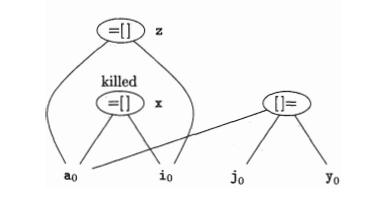 =[] z
killed
=[] x []=
a0 i0 j0 y0